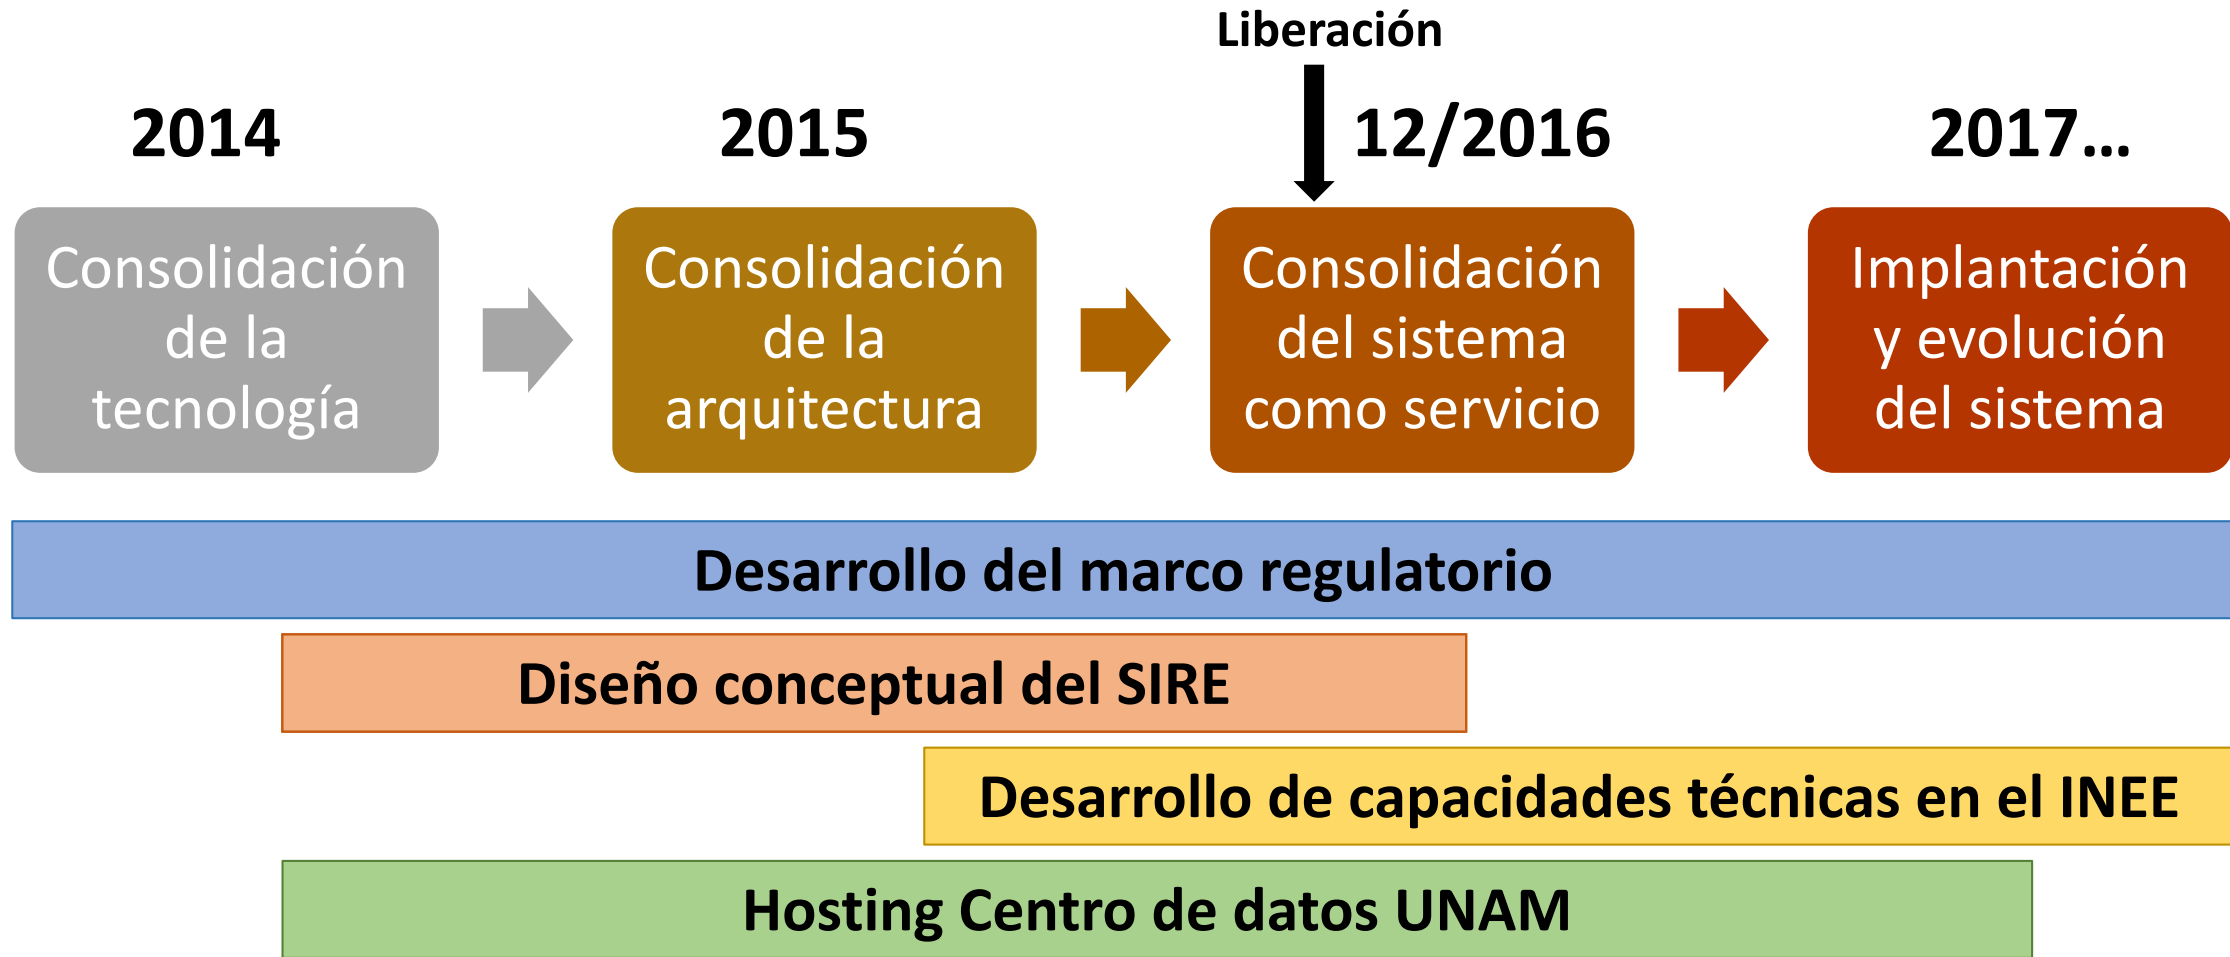 Liberación
2014
2015
12/2016
2017...
Consolidación
de la
tecnología
Consolidación
de la
arquitectura
Consolidación
del sistema
como servicio
Implantación
y evolución
del sistema
Desarrollo del marco regulatorio
Diseño conceptual del SIRE
Desarrollo de capacidades técnicas en el INEE
Hosting Centro de datos UNAM